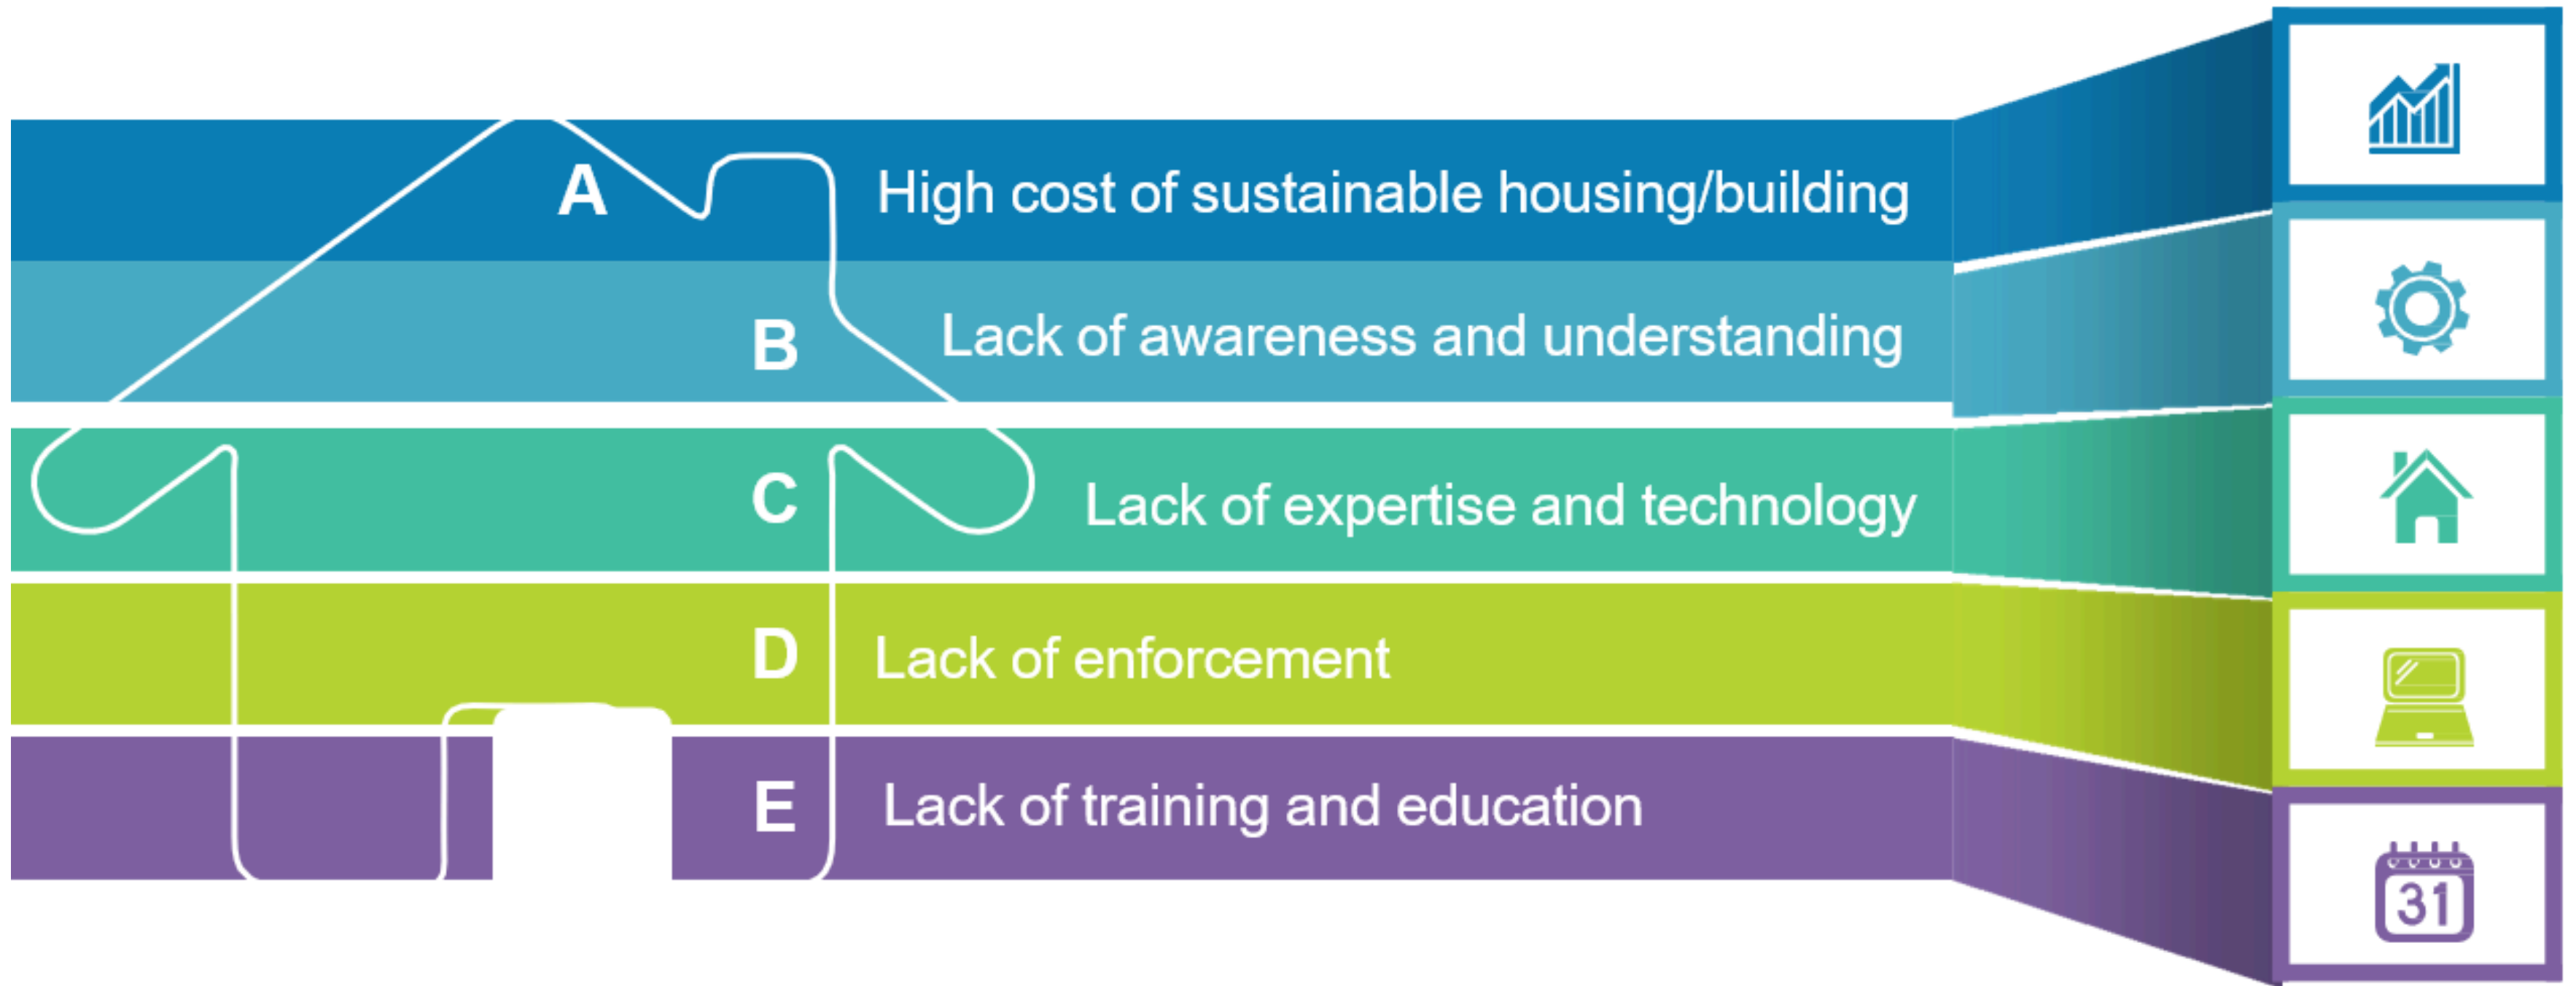 A High cost of sustainable housing/building
B Lack of awareness and understanding
C Lack of expertise and technology
D Lack of enforcement
E Lack of training and education
31